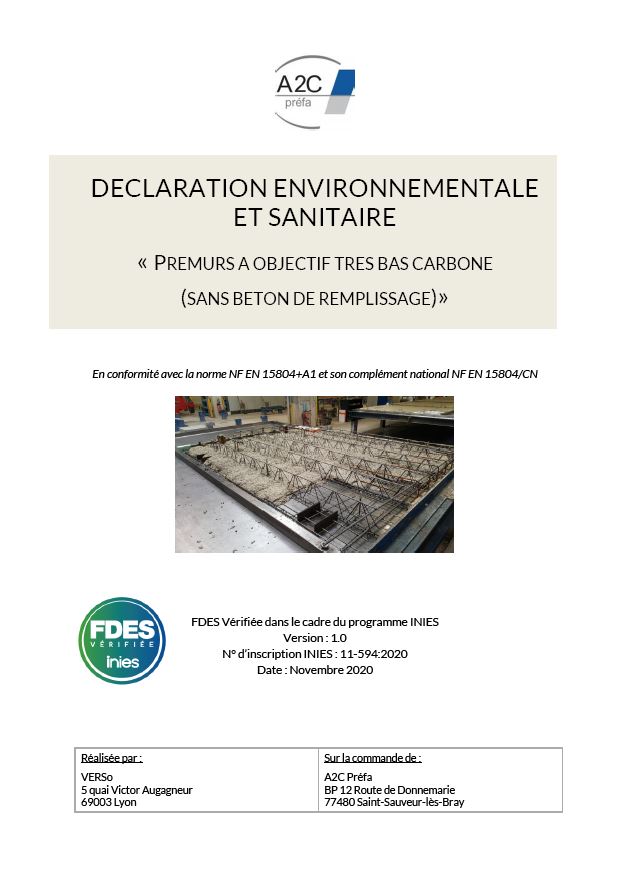 A2C
préfa
DECLARATION ENVIRONNEMENTALE
ET SANITAIRE
« PREMURS A OBJECTIF TRES BAS CARBONE
(SANS BETON DE REMPLISSAGE)»
En conformité avec la norme NF EN 15804+A1 et son complément national NF EN 15804/CN
FDES
VÉRIFIÉE
inies
FDES Vérifiée dans le cadre du programme INIES
Version : 1.0
N° d'inscription INIES : 11-594:2020
Date : Novembre 2020
Réalisée par :
VERSo
5 quai Victor Augagneur
69003 Lyon
Sur la commande de :
A2C Préfa
BP 12 Route de Donnemarie
77480 Saint-Sauveur-lès-Bray